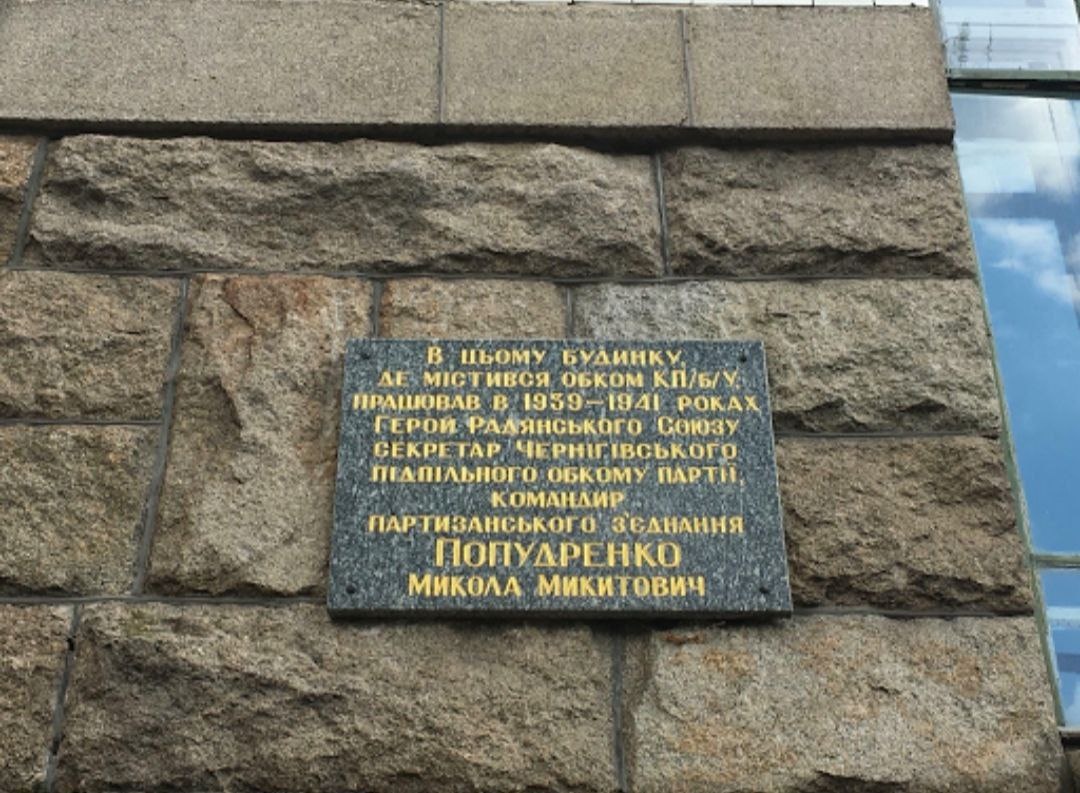 В цьому будинку,
де містився обком КП/б/У,
працював в 1939–1941 роках
Герой Радянського Союзу
секретар Чернігівського
підпільного обкому партії,
командир
партизанського з'єднання
Попудренко
Микола Микитович